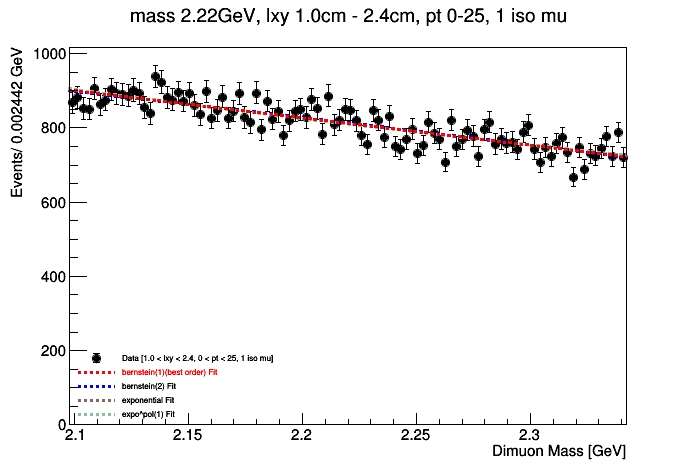 mass 2.22GeV, lxy 1.0cm - 2.4cm, pt 0-25, 1 iso mu
Events/ 0.002442 GeV
1000
800
600
400
200
0
Data [1.0 < lxy < 2.4, 0 < pt < 25, 1 iso mu]
bernstein(1)(best order) Fit
bernstein(2) Fit
exponential Fit
expo*pol(1) Fit
2.1 2.15 2.2 2.25 2.3
Dimuon Mass [GeV]